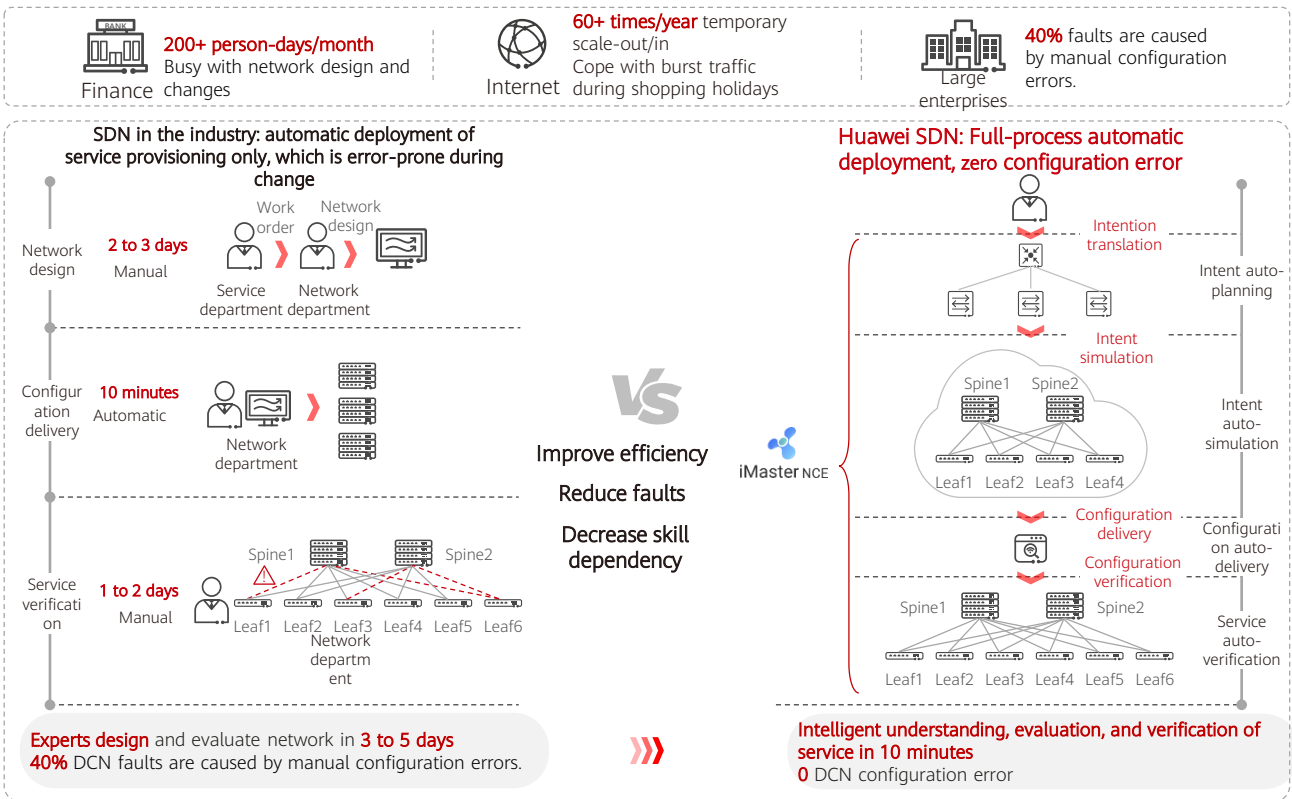 BANK
Finance
200+ person-days/month
Busy with network design and
changes
Internet
60+ times/year temporary
scale-out/in
Cope with burst traffic
during shopping holidays
Large
enterprises
40% faults are caused
by manual configuration
errors.
SDN in the industry: automatic deployment of
service provisioning only, which is error-prone during
change
Network
design
2 to 3 days
Manual
Work
order
Network
design
Service
department
Network
department
Configur
ation
delivery
10 minutes
Automatic
Network
department
Service
verificati
on
1 to 2 days
Manual
Spine1
Spine2
Leaf1
Leaf2
Leaf3
Leaf4
Leaf5
Leaf6
Network
departm
ent
Experts design and evaluate network in 3 to 5 days
40% DCN faults are caused by manual configuration errors.
VS
Improve efficiency
Reduce faults
Decrease skill
dependency
iMaster NCE
Huawei SDN: Full-process automatic
deployment, zero configuration error
Intention
translation
Intent auto-
planning
Intent
simulation
Spine1
Spine2
Leaf1
Leaf2
Leaf3
Leaf4
Intent
auto-
simulation
Configuration
delivery
Configurati
on auto-
delivery
Configuration
verification
Spine1
Spine2
Leaf1
Leaf2
Leaf3
Leaf4
Leaf5
Leaf6
Service
auto-
verification
Intelligent understanding, evaluation, and verification of
service in 10 minutes
0 DCN configuration error